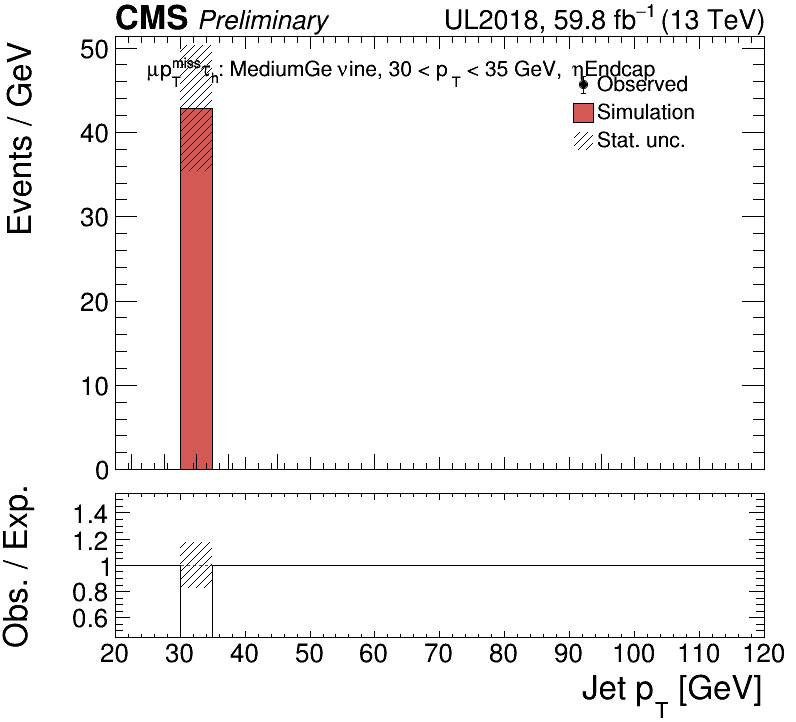 CMS Preliminary UL2018, 59.8 fb⁻¹ (13 TeV)
Events / GeV
50
40
30
20
10
0
μp_T^miss τ_h: MediumGe νine, 30 < p_T < 35 GeV, ηEndcap
Observed
Simulation
Stat. unc.
Obs. / Exp.
1.4
1.2
1
0.8
0.6
20 30 40 50 60 70 80 90 100 110 120
Jet p_T [GeV]